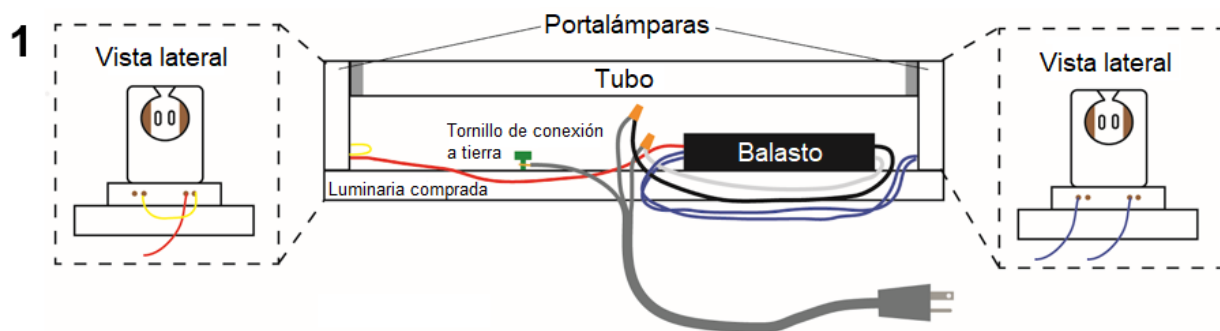 1
Portalámparas
Vista lateral
Tubo
Vista lateral
Tornillo de conexión
a tierra
Balasto
Luminaria comprada